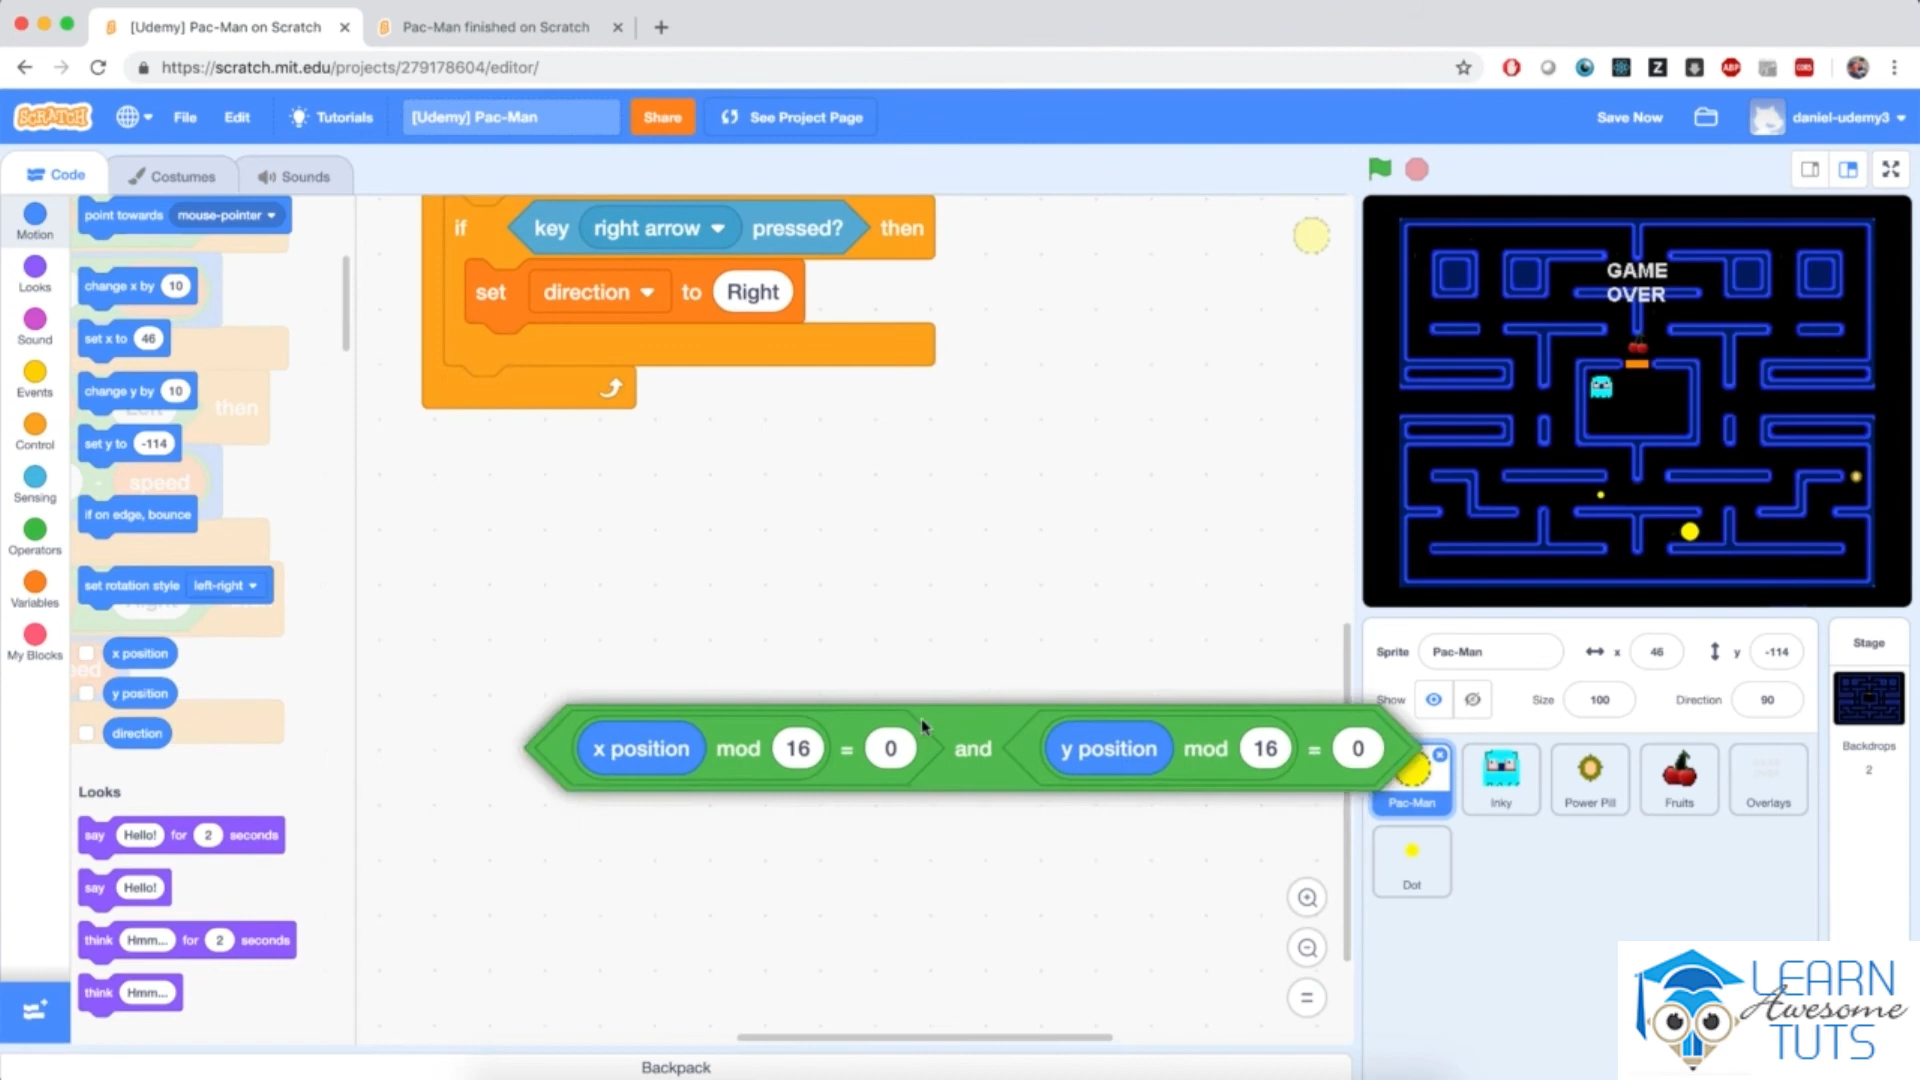 [Udemy] Pac-Man on Scratch
Pac-Man finished on Scratch
https://scratch.mit.edu/projects/279178604/editor/
ABP
CORS
SCRATCH
File
Edit
Tutorials
[Udemy] Pac-Man
Share
See Project Page
Save Now
daniel-udemy3
Code
Costumes
Sounds
Motion
Looks
Sound
Events
Control
Sensing
Operators
Variables
My Blocks
point towards mouse-pointer
change x by 10
set x to 46
change y by 10
then
set y to -114
- speed
if on edge, bounce
set rotation style left-right
x position
y position
direction
Looks
say Hello! for 2 seconds
say Hello!
think Hmm... for 2 seconds
think Hmm...
if key right arrow pressed? then
set direction to Right
x position mod 16 = 0 and y position mod 16 = 0
Backpack
GAME
OVER
Sprite Pac-Man x 46 y -114
Show Size 100 Direction 90
Pac-Man
Inky
Power Pill
Fruits
Overlays
Dot
Stage
Backdrops
2
LEARN
Awesome
TUTS